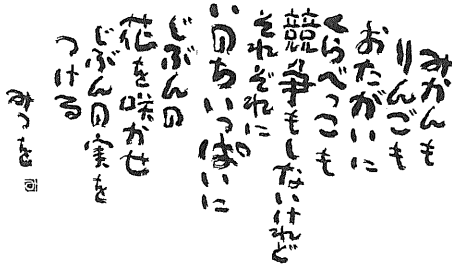 みかんも
りんごも
おたがいに
くらべっこも
競争もしないけれど
それぞれに
いのちいっぱいに
じぶんの
花を咲かせ
じぶんの実を
つける
みつを